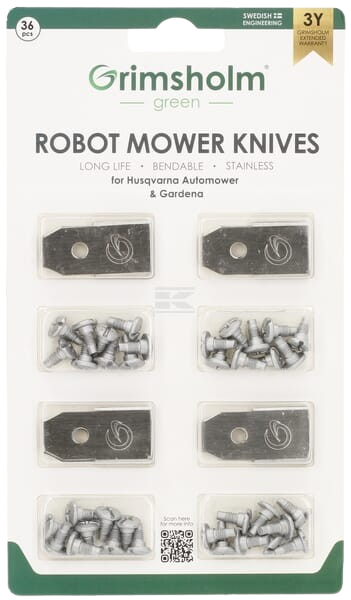 36
pcs
SWEDISH
ENGINEERING
3Y
GRIMSHOLM
EXTENDED
WARRANTY
Grimsholm®
green
ROBOT MOWER KNIVES
LONG LIFE • BENDABLE • STAINLESS
for Husqvarna Automower
& Gardena
Scan here
for more info